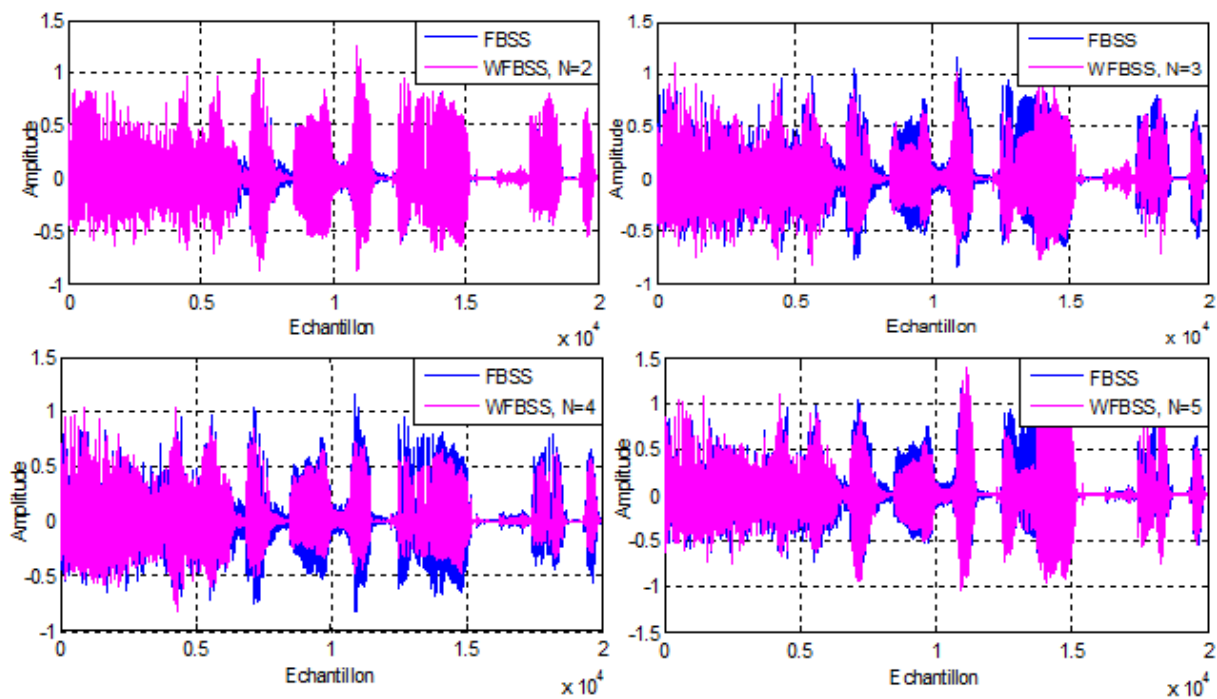 1.5
1
0.5
0
-0.5
-1
Amplitude
FBSS
WFBSS, N=2
0
0.5
1
1.5
2
Echantillon
x 10^4
1.5
1
0.5
0
-0.5
-1
Amplitude
FBSS
WFBSS, N=3
0
0.5
1
1.5
2
Echantillon
x 10^4
1.5
1
0.5
0
-0.5
-1
Amplitude
FBSS
WFBSS, N=4
0
0.5
1
1.5
2
Echantillon
x 10^4
1.5
1
0.5
0
-0.5
-1
-1.5
Amplitude
FBSS
WFBSS, N=5
0
0.5
1
1.5
2
Echantillon
x 10^4